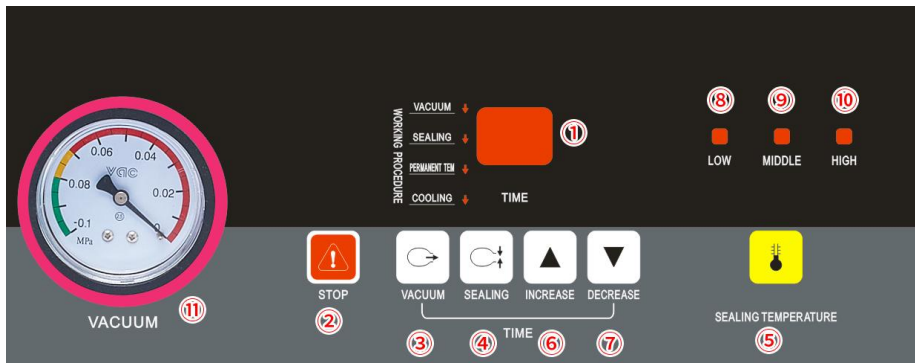 0.06 0.04
vac
0.08
0.02
-0.1
0
MPa
VACUUM
⑪
WORKING PROCEDURE
VACUUM
SEALING
PERMANENT TEM
COOLING
①
TIME
⑧ ⑨ ⑩
LOW MIDDLE HIGH
STOP
②
VACUUM SEALING INCREASE DECREASE
TIME
③ ④ ⑥ ⑦
SEALING TEMPERATURE
⑤